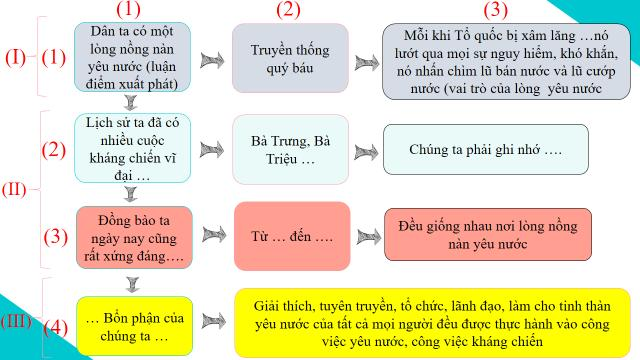 (1)
(2)
(3)
(I)
(1)
Dân ta có một
lòng nồng nàn
yêu nước (luận
điểm xuất phát)
Truyền thống
quý báu
Mỗi khi Tổ quốc bị xâm lăng …nó
lướt qua mọi sự nguy hiểm, khó khăn,
nó nhấn chìm lũ bán nước và lũ cướp
nước (vai trò của lòng yêu nước
(II)
(2)
Lịch sử ta đã có
nhiều cuộc
kháng chiến vĩ
đại …
Bà Trưng, Bà
Triệu …
Chúng ta phải ghi nhớ ….
(3)
Đồng bào ta
ngày nay cũng
rất xứng đáng….
Từ … đến ….
Đều giống nhau nơi lòng nồng
nàn yêu nước
(III)
(4)
… Bổn phận của
chúng ta …
Giải thích, tuyên truyền, tổ chức, lãnh đạo, làm cho tinh thàn
yêu nước của tất cả mọi người đều được thực hành vào công
việc yêu nước, công việc kháng chiến